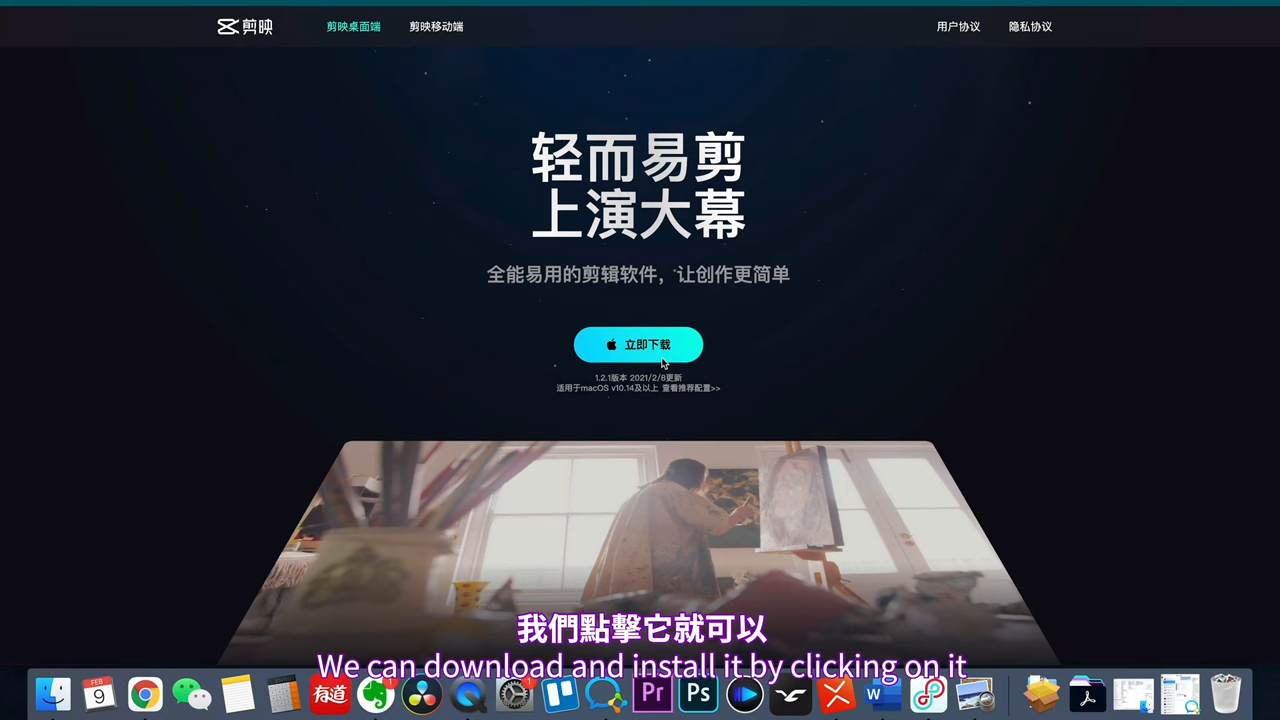 剪映
剪映桌面端
剪映移动端
用户协议
隐私协议
轻而易剪
上演大幕
全能易用的剪辑软件，让创作更简单
立即下载
1.2.1版本 2021/2/8更新
适用于macOS v10.14及以上 查看推荐配置>>
我們點擊它就可以
We can download and install it by clicking on it
FEB
9
有道
1
1
Pr
Ps
W